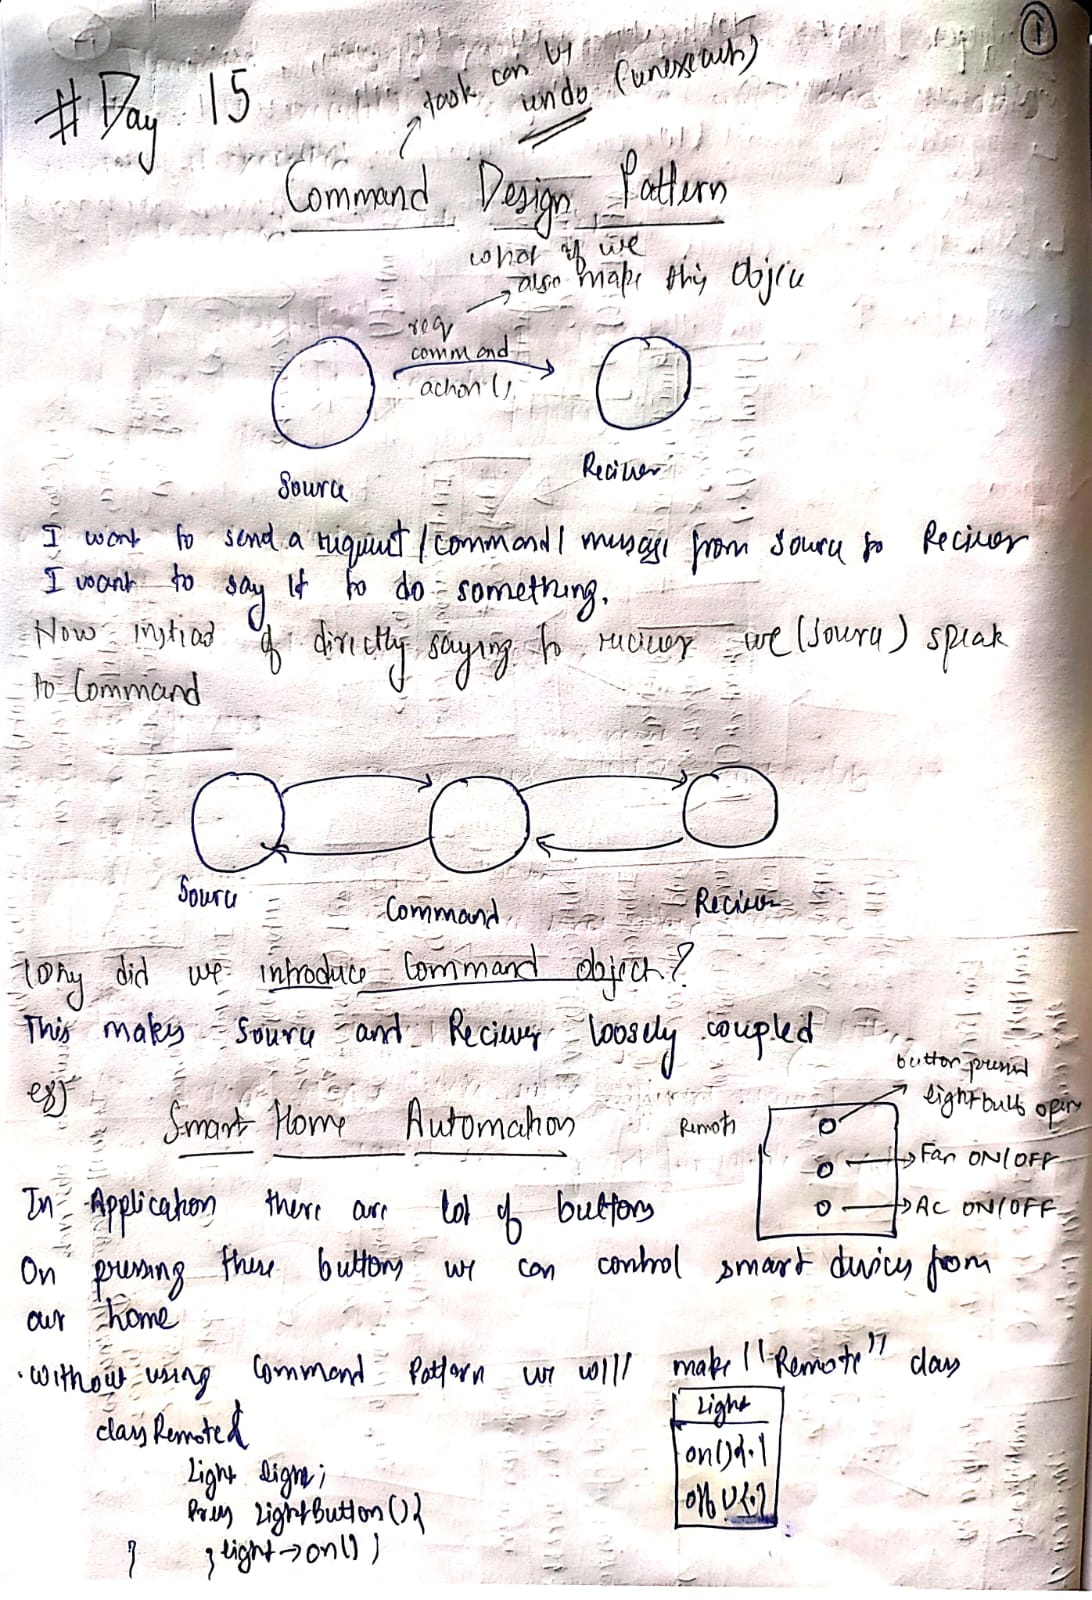 1
# Day 15
task can be
undo (unexecute)
Command Design Pattern
what if we
also make this Object
req
command
action()
Source
Reciver
I want to send a request / command / message from Source to Reciever
I want to say it to do something.
Now instead of directly saying to reciever we (source) speak
to Command
Source
Command
Reciever
Why did we introduce Command object?
This makes Source and Reciever loosely coupled
eg)
Smart Home Automation
Remote
button pressed
light bulb open
Fan ON/OFF
AC ON/OFF
In Application there are lot of buttons
On pressing these buttons we can control smart devices from
our home
. Without using Command Pattern we will make "Remote" class
class Remote{
Light light;
Press LightButton(){
light→on();
}
}
Light
on(){..}
off(){..}